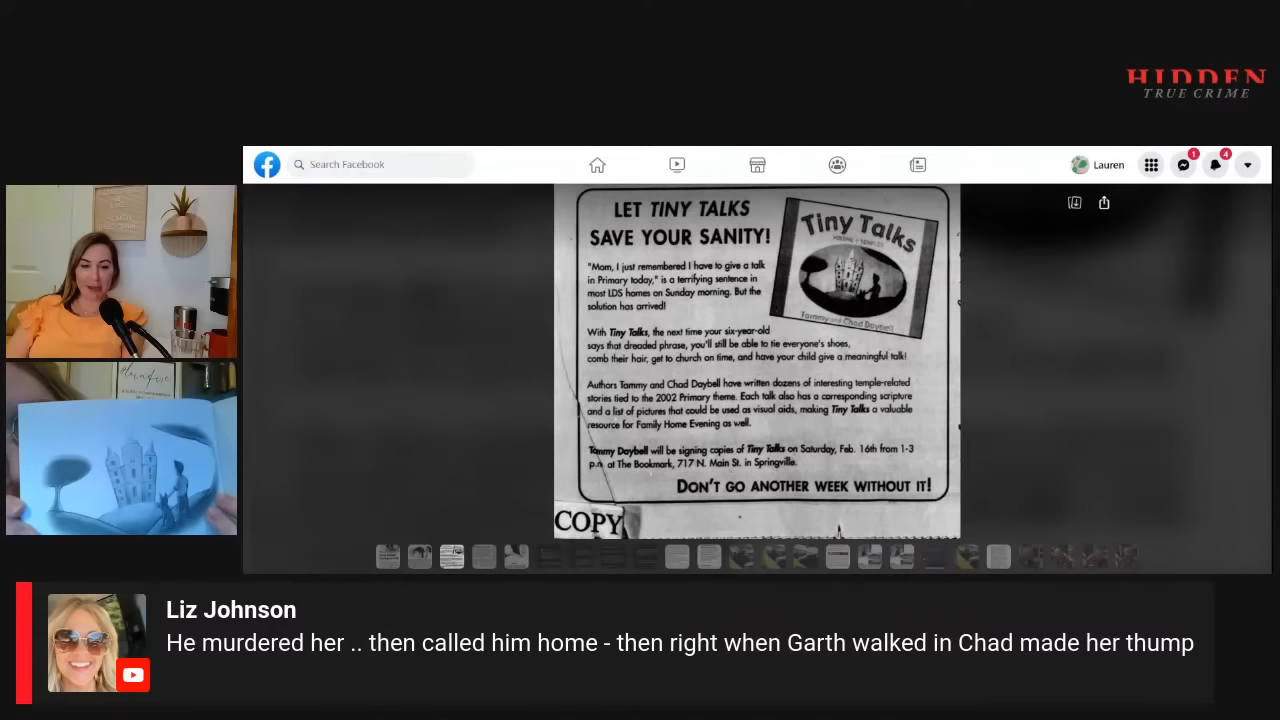 HIDDEN
TRUE CRIME
Search Facebook
Lauren
1
4
LET TINY TALKS
SAVE YOUR SANITY!
"Mom, I just remembered I have to give a talk
in Primary today," is a terrifying sentence in
most LDS homes on Sunday morning. But the
solution has arrived!
With Tiny Talks, the next time your six-year-old
says that dreaded phrase, you'll still be able to tie everyone's shoes,
comb their hair, get to church on time, and have your child give a meaningful talk!
Authors Tammy and Chad Daybell have written dozens of interesting temple-related
stories tied to the 2002 Primary theme. Each talk also has a corresponding scripture
and a list of pictures that could be used as visual aids, making Tiny Talks a valuable
resource for Family Home Evening as well.
Tammy Daybell will be signing copies of Tiny Talks on Saturday, Feb. 16th from 1-3
p.m. at The Bookmark, 717 N. Main St. in Springville.
DON'T GO ANOTHER WEEK WITHOUT IT!
Tiny Talks
Tammy and Chad Daybell
COPY
Liz Johnson
He murdered her .. then called him home - then right when Garth walked in Chad made her thump